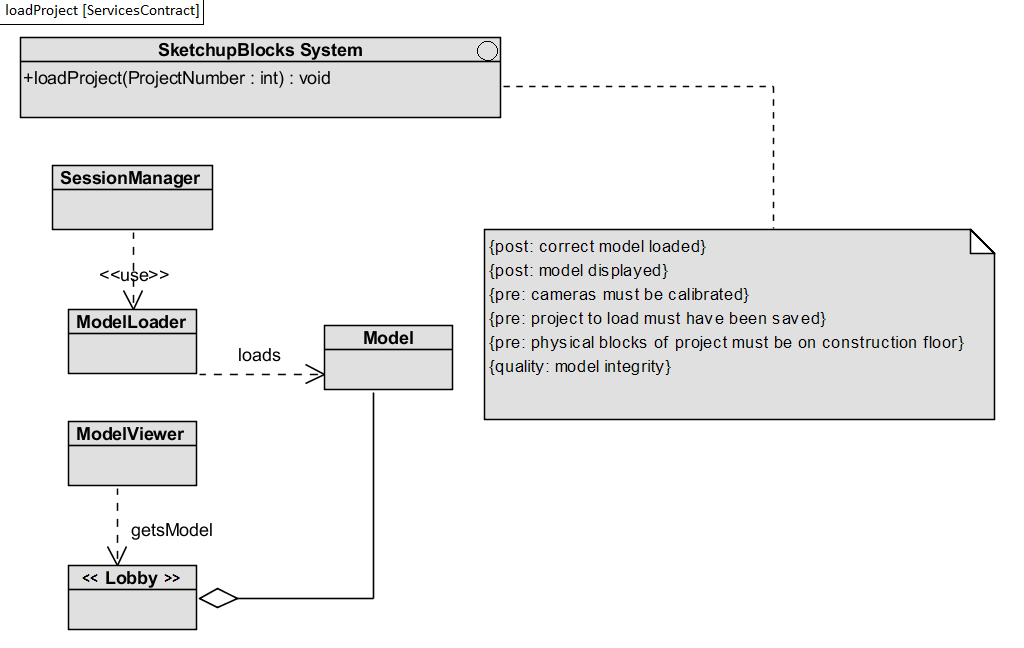 loadProject [ServicesContract]
SketchupBlocks System
+loadProject(ProjectNumber : int) : void
SessionManager
<<use>>
ModelLoader
loads
Model
ModelViewer
getsModel
<< Lobby >>
{post: correct model loaded}
{post: model displayed}
{pre: cameras must be calibrated}
{pre: project to load must have been saved}
{pre: physical blocks of project must be on construction floor}
{quality: model integrity}